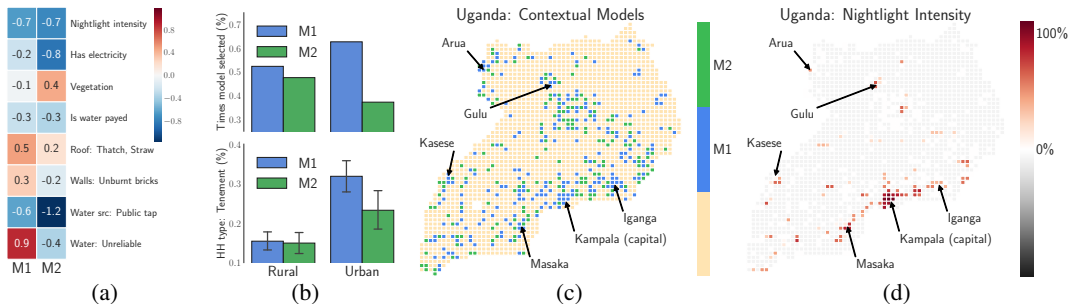 -0.7 -0.7 Nightlight intensity
-0.2 -0.8 Has electricity
-0.1 0.4 Vegetation
-0.3 -0.3 Is water payed
0.5 0.2 Roof: Thatch, Straw
0.3 -0.2 Walls: Unburnt bricks
-0.6 -1.2 Water src: Public tap
0.9 -0.4 Water: Unreliable
M1 M2
0.8
0.4
0.0
-0.4
-0.8
(a)
Times model selected (%)
0.6
0.5
0.4
0.3
M1
M2
HH type: Tenement (%)
0.4
0.3
0.2
0.1
M1
M2
Rural Urban
(b)
Uganda: Contextual Models
Arua
Gulu
Kasese
Iganga
Kampala (capital)
Masaka
M2
M1
(c)
Uganda: Nightlight Intensity
Arua
Gulu
Kasese
Iganga
Kampala (capital)
Masaka
100%
0%
(d)